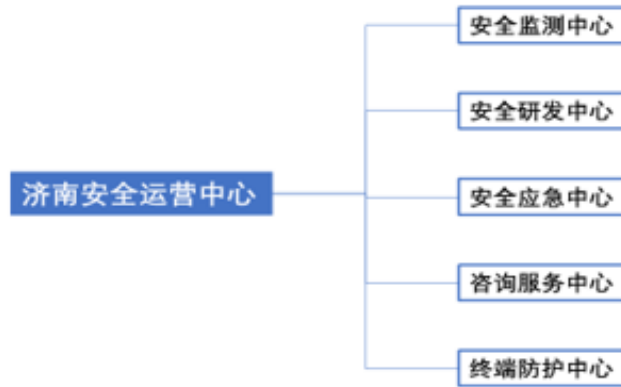 安全监测中心
安全研发中心
济南安全运营中心
安全应急中心
咨询服务中心
终端防护中心